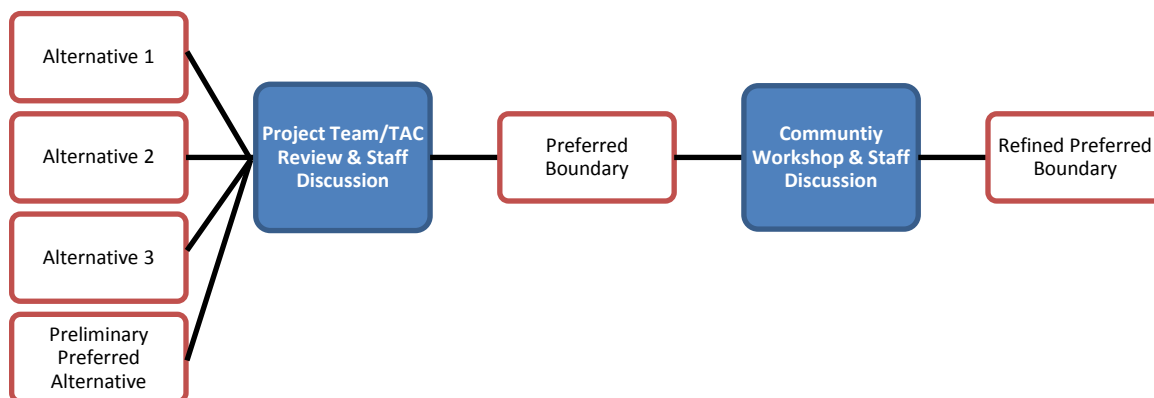 Alternative 1
Alternative 2
Alternative 3
Preliminary
Preferred
Alternative
Project Team/TAC
Review & Staff
Discussion
Preferred
Boundary
Communtiy
Workshop & Staff
Discussion
Refined Preferred
Boundary